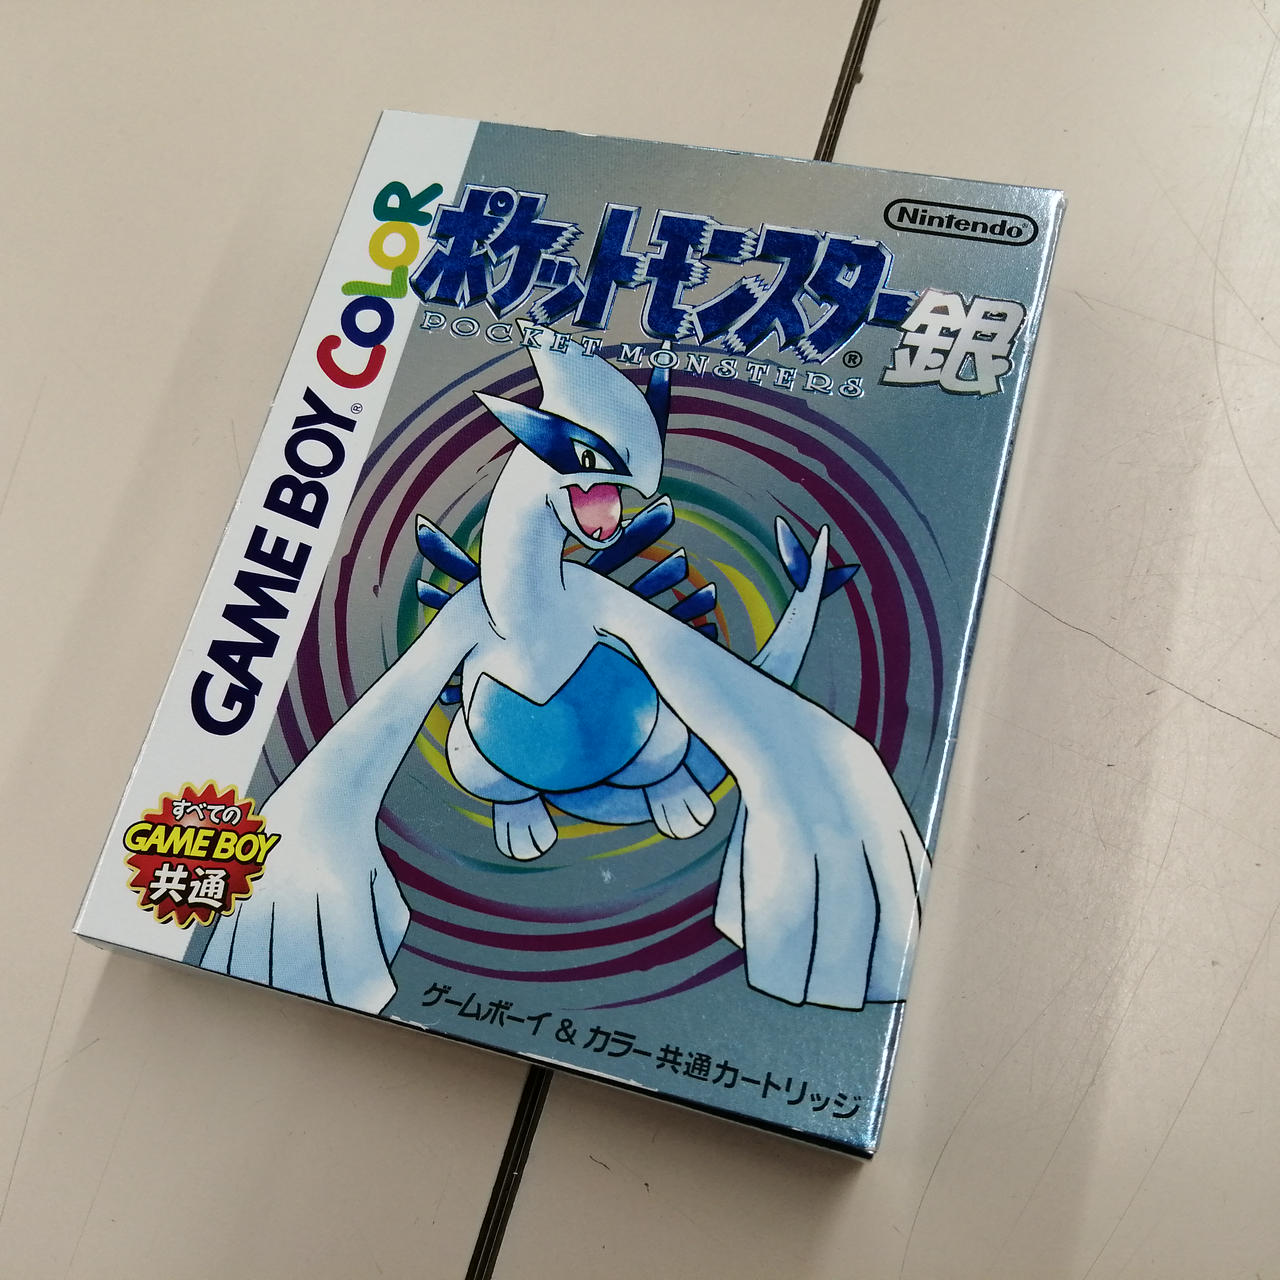 Nintendo
ポケットモンスター 銀
POCKET MONSTERS®
GAME BOY® COLOR
すべての
GAME BOY
共通
ゲームボーイ & カラー 共通カートリッジ